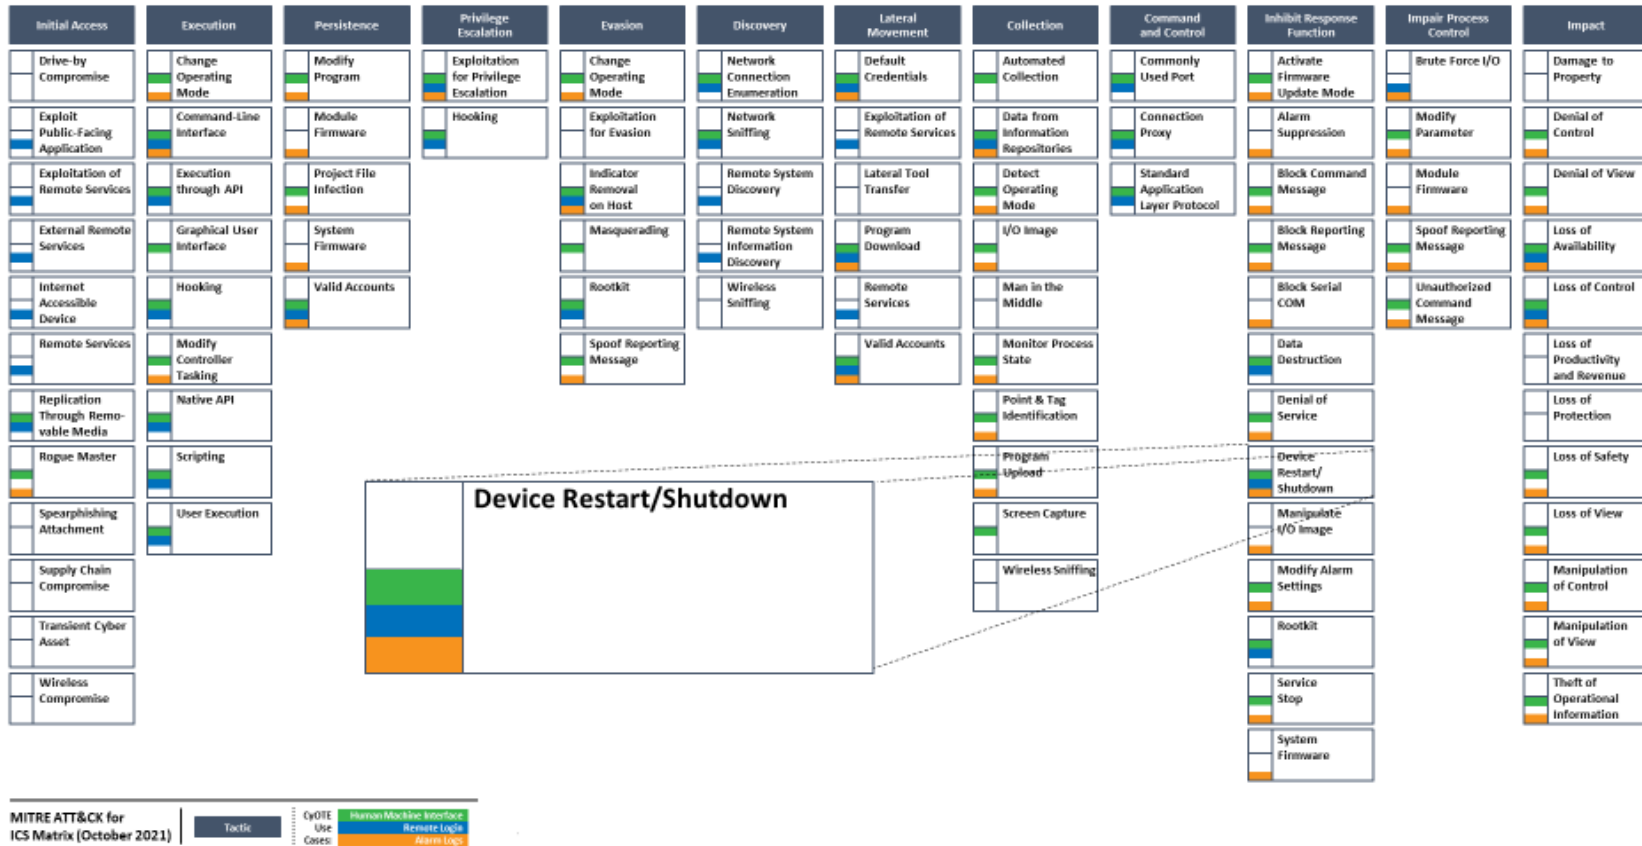 Initial Access
Execution
Persistence
Privilege
Escalation
Evasion
Discovery
Lateral
Movement
Collection
Command
and Control
Inhibit Response
Function
Impair Process
Control
Impact
Drive-by
Compromise
Exploit
Public-Facing
Application
Exploitation of
Remote Services
External Remote
Services
Internet
Accessible
Device
Remote Services
Replication
Through Remo-
vable Media
Rogue Master
Spearphishing
Attachment
Supply Chain
Compromise
Transient Cyber
Asset
Wireless
Compromise
Change
Operating
Mode
Command-Line
Interface
Execution
through API
Graphical User
Interface
Hooking
Modify
Controller
Tasking
Native API
Scripting
User Execution
Modify
Program
Module
Firmware
Project File
Infection
System
Firmware
Valid Accounts
Exploitation
for Privilege
Escalation
Hooking
Change
Operating
Mode
Exploitation
for Evasion
Indicator
Removal
on Host
Masquerading
Rootkit
Spoof Reporting
Message
Network
Connection
Enumeration
Network
Sniffing
Remote System
Discovery
Remote System
Information
Discovery
Wireless
Sniffing
Default
Credentials
Exploitation of
Remote Services
Lateral Tool
Transfer
Program
Download
Remote
Services
Valid Accounts
Automated
Collection
Data from
Information
Repositories
Detect
Operating
Mode
I/O Image
Man in the
Middle
Monitor Process
State
Point & Tag
Identification
Program
Upload
Screen Capture
Wireless Sniffing
Commonly
Used Port
Connection
Proxy
Standard
Application
Layer Protocol
Activate
Firmware
Update Mode
Alarm
Suppression
Block Command
Message
Block Reporting
Message
Block Serial
COM
Data
Destruction
Denial of
Service
Device
Restart/
Shutdown
Manipulate
I/O Image
Modify Alarm
Settings
Rootkit
Service
Stop
System
Firmware
Brute Force I/O
Modify
Parameter
Module
Firmware
Spoof Reporting
Message
Unauthorized
Command
Message
Damage to
Property
Denial of
Control
Denial of View
Loss of
Availability
Loss of Control
Loss of
Productivity
and Revenue
Loss of
Protection
Loss of Safety
Loss of View
Manipulation
of Control
Manipulation
of View
Theft of
Operational
Information
Device Restart/Shutdown
MITRE ATT&CK for
ICS Matrix (October 2021)
Tactic
CyOTE
Use
Cases:
Human Machine Interface
Remote Login
Alarm Logs